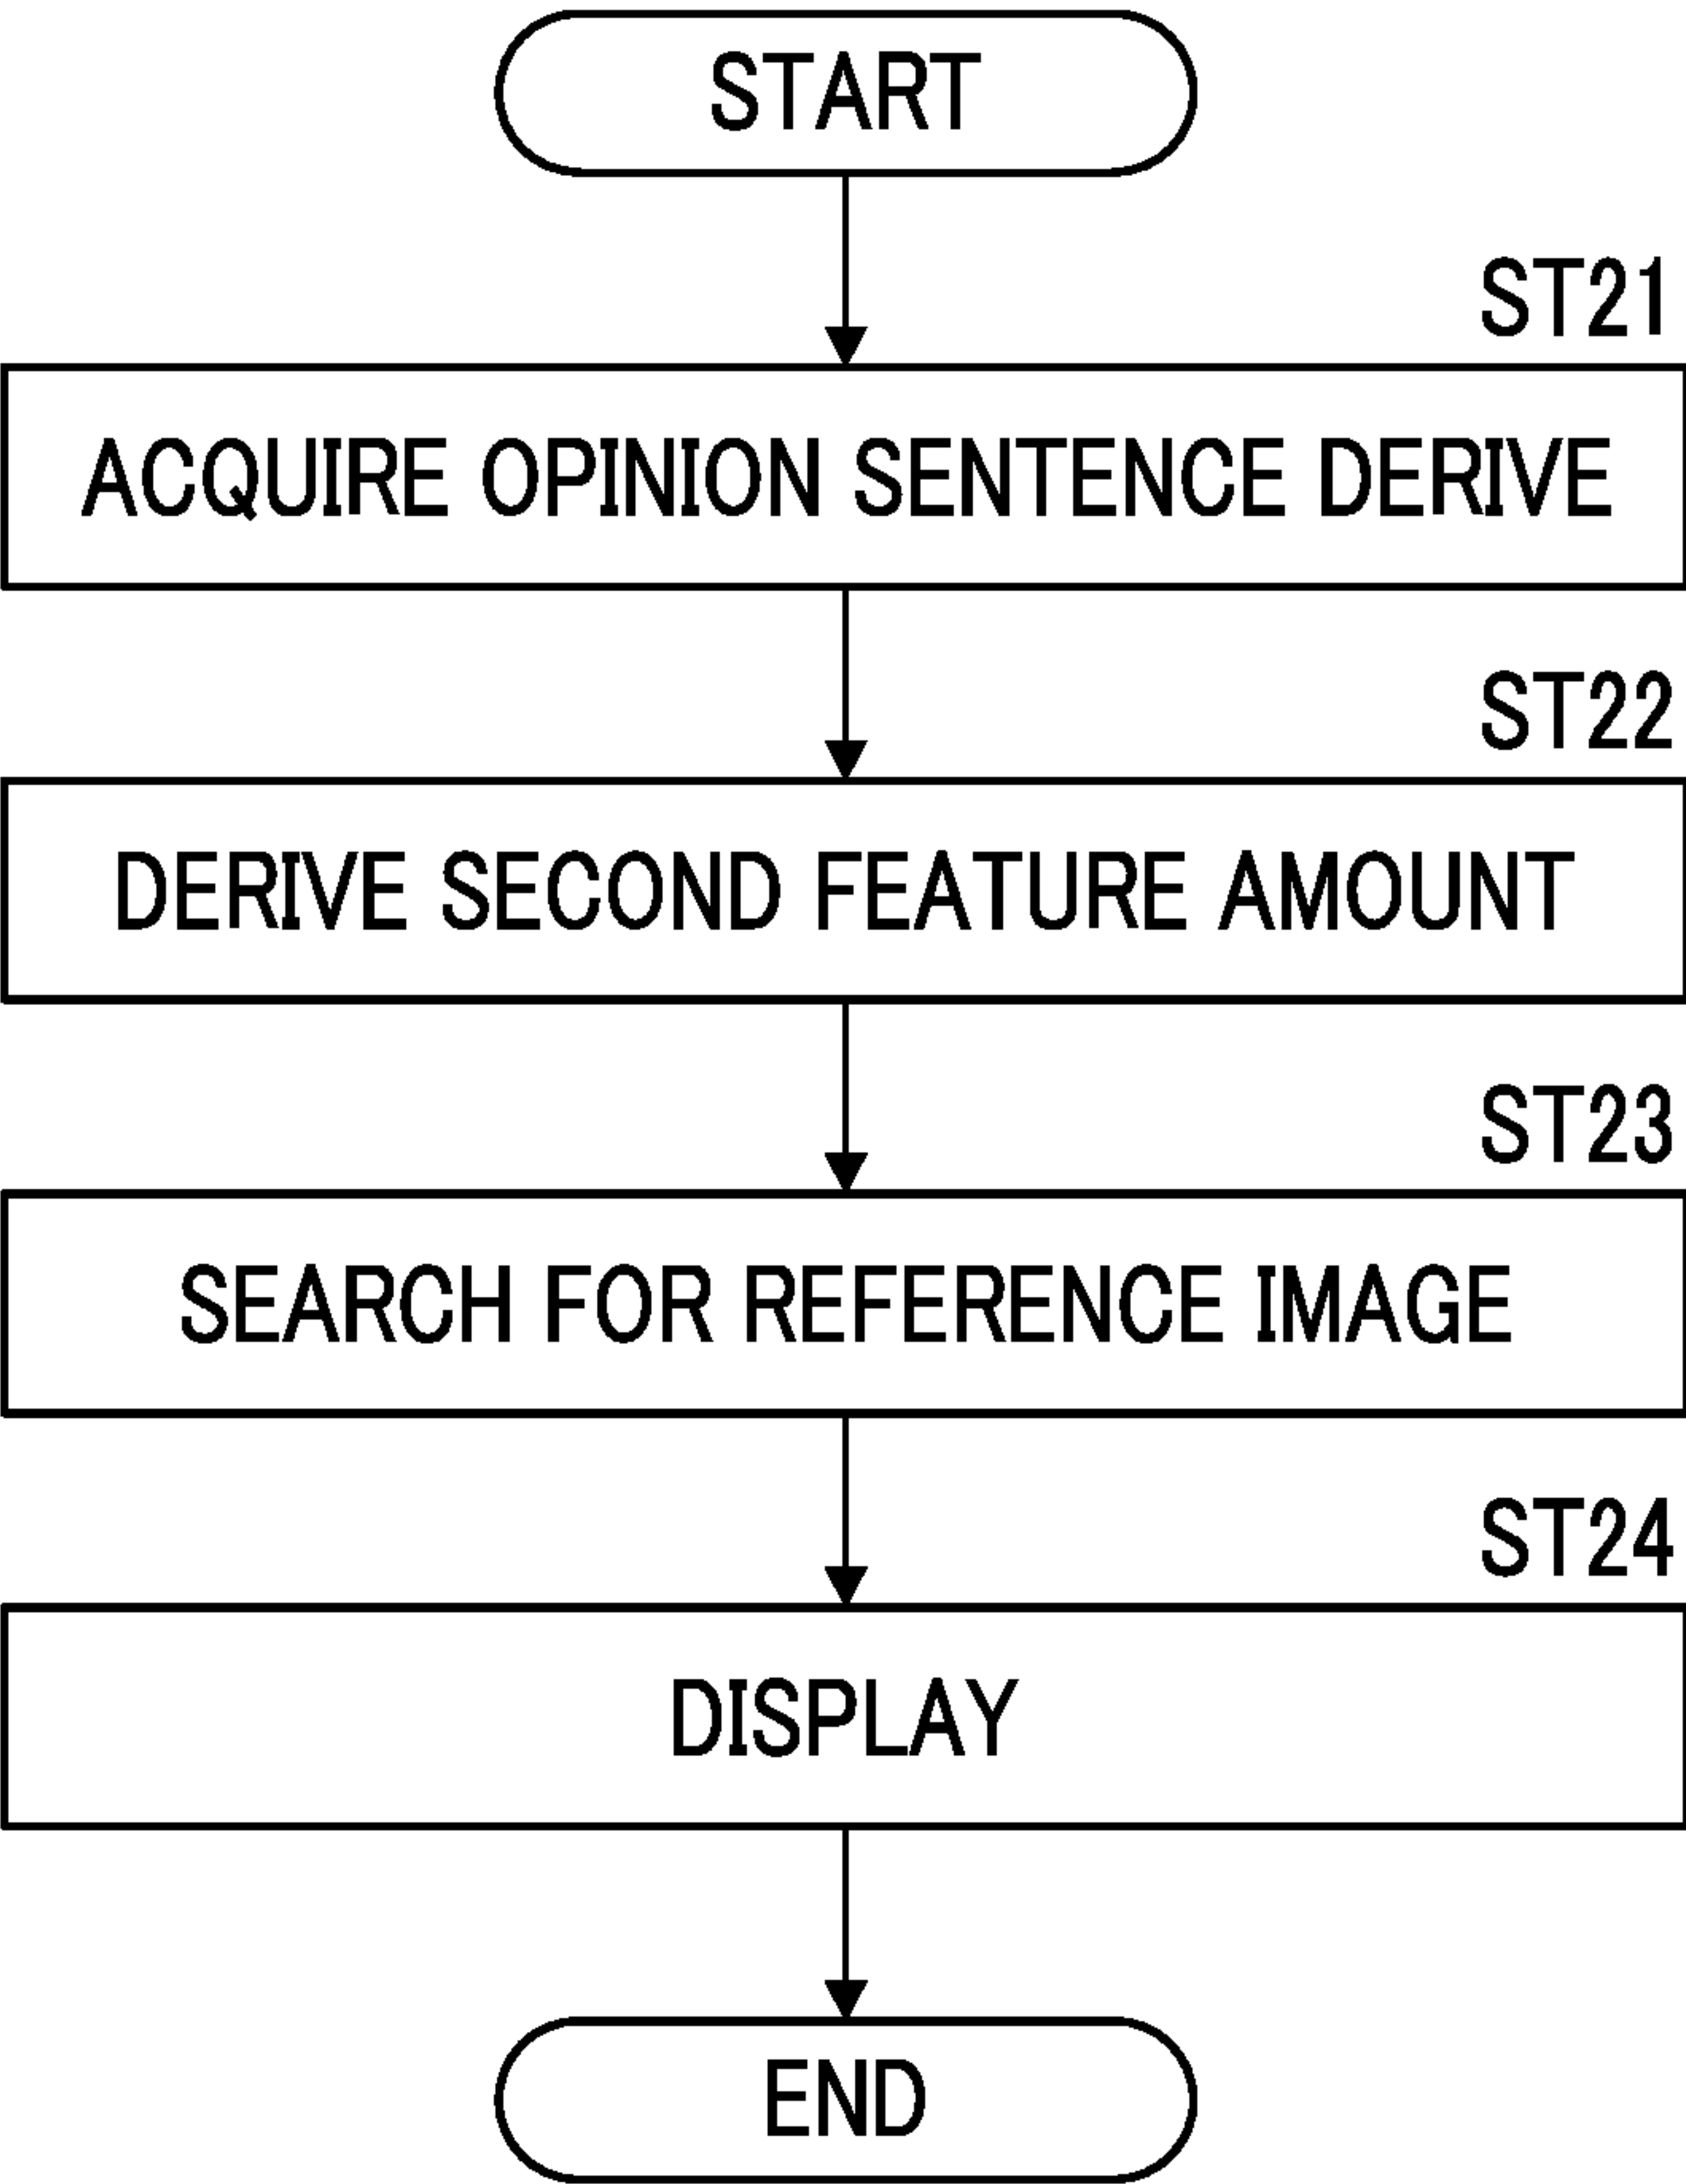 START
ST21
ACQUIRE OPINION SENTENCE DERIVE
ST22
DERIVE SECOND FEATURE AMOUNT
ST23
SEARCH FOR REFERENCE IMAGE
ST24
DISPLAY
END